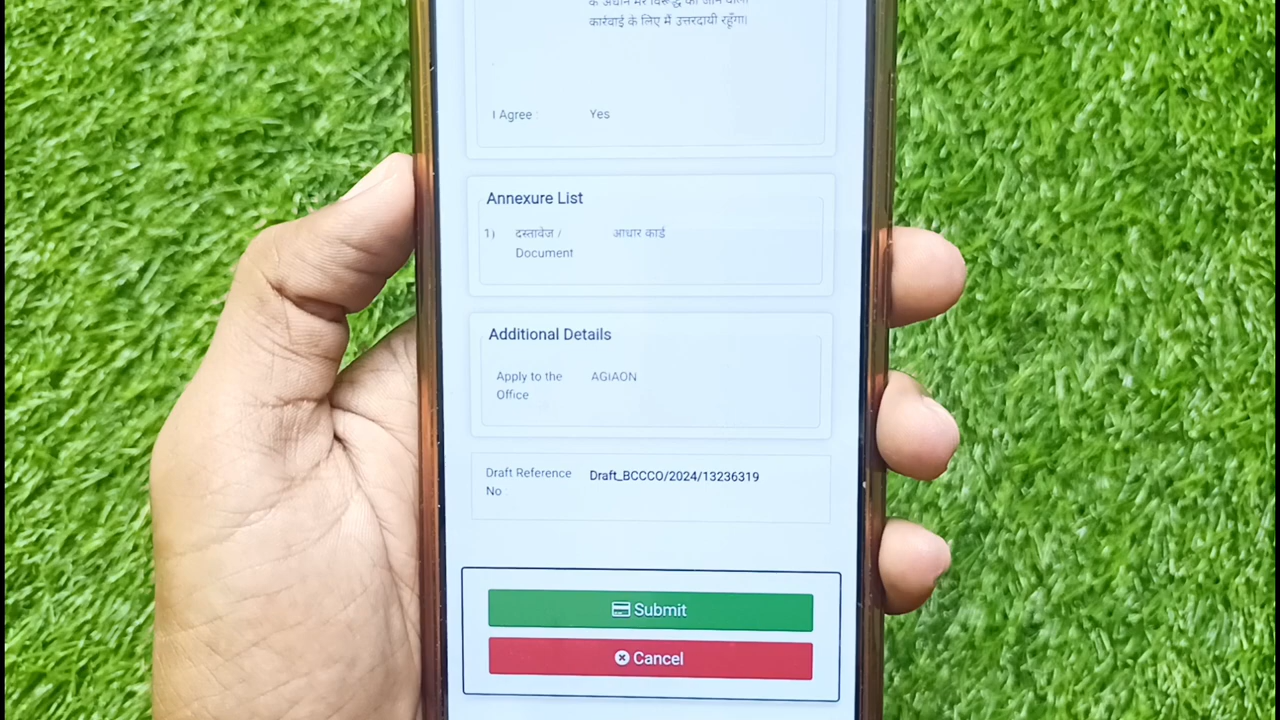 के अधीन मेरे विरूद्ध की जाने वाली
कार्रवाई के लिए मैं उत्तरदायी रहूँगा।
I Agree : Yes
Annexure List
1) दस्तावेज / आधार कार्ड
Document
Additional Details
Apply to the AGIAON
Office
Draft Reference Draft_BCCCO/2024/13236319
No :
Submit
Cancel